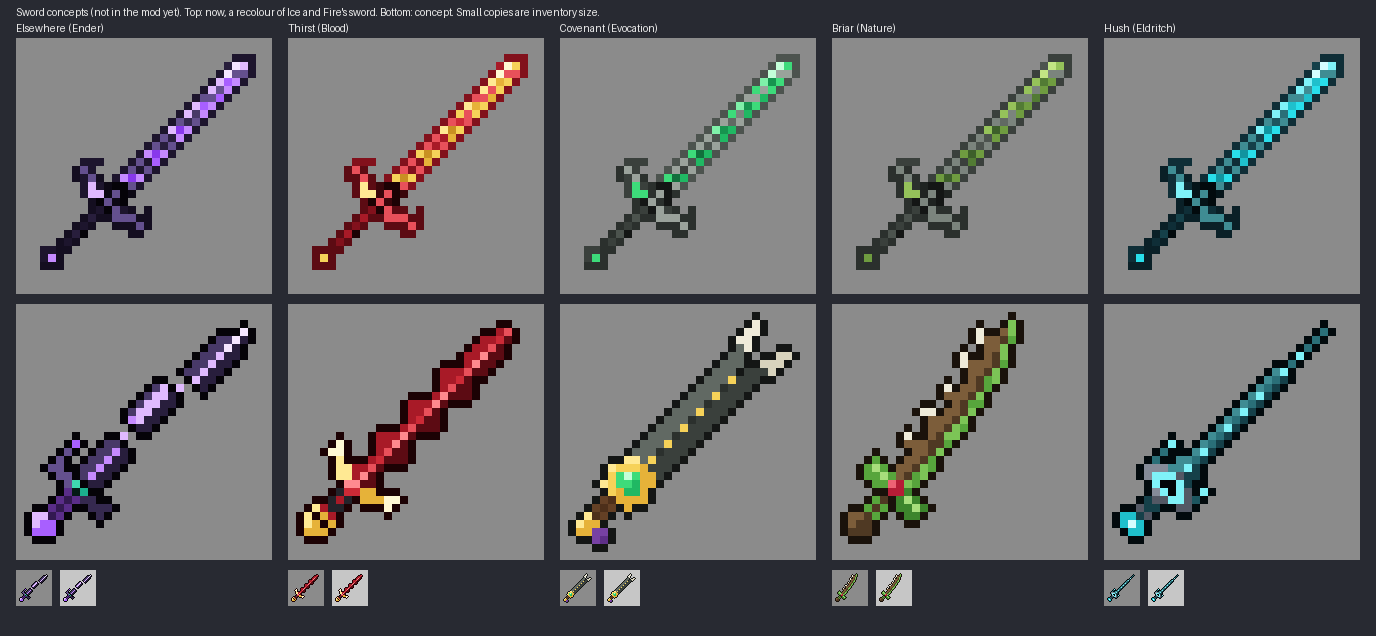 Sword concepts (not in the mod yet). Top: now, a recolour of Ice and Fire's sword. Bottom: concept. Small copies are inventory size.
Elsewhere (Ender)
Thirst (Blood)
Covenant (Evocation)
Briar (Nature)
Hush (Eldritch)